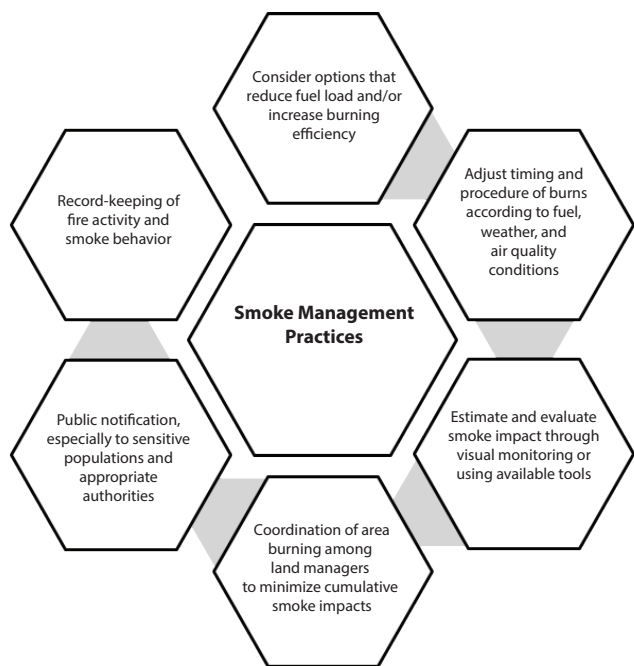 Consider options that
reduce fuel load and/or
increase burning
efficiency
Adjust timing and
procedure of burns
according to fuel,
weather, and
air quality
conditions
Estimate and evaluate
smoke impact through
visual monitoring or
using available tools
Coordination of area
burning among
land managers
to minimize cumulative
smoke impacts
Public notification,
especially to sensitive
populations and
appropriate
authorities
Record-keeping of
fire activity and
smoke behavior
Smoke Management
Practices